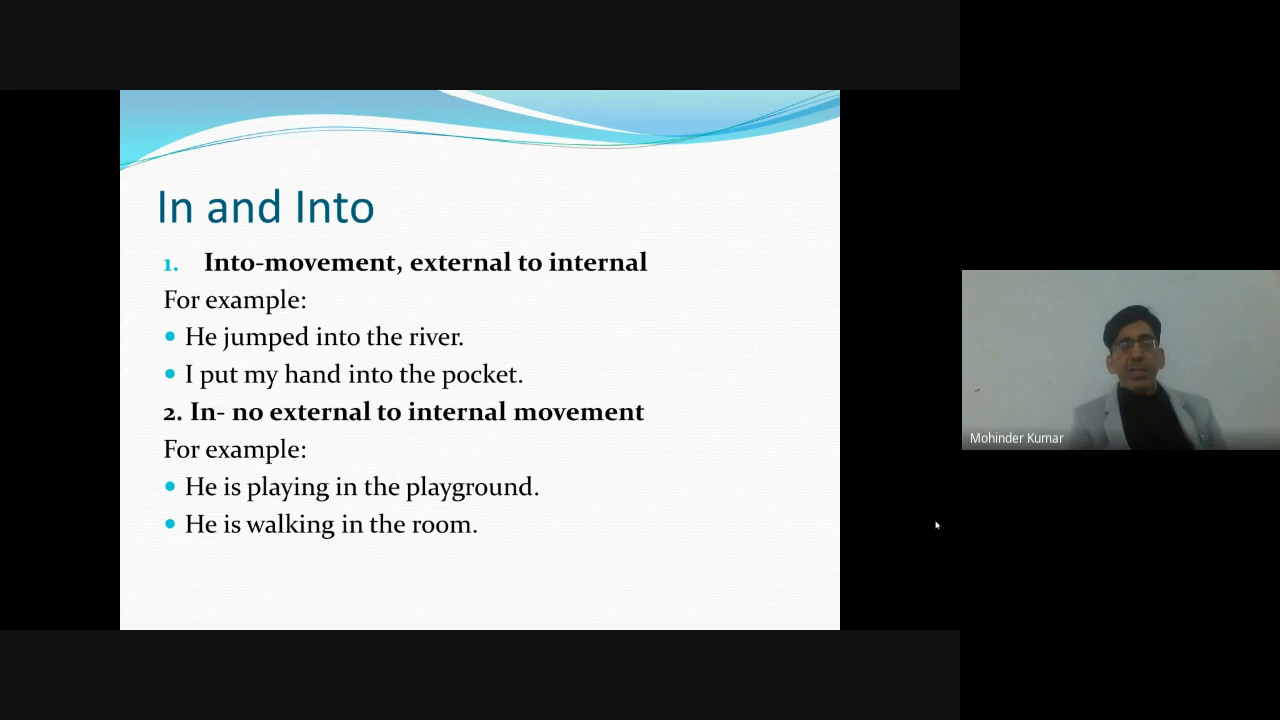 In and Into
1. Into-movement, external to internal
For example:
• He jumped into the river.
• I put my hand into the pocket.
2. In- no external to internal movement
For example:
• He is playing in the playground.
• He is walking in the room.
Mohinder Kumar